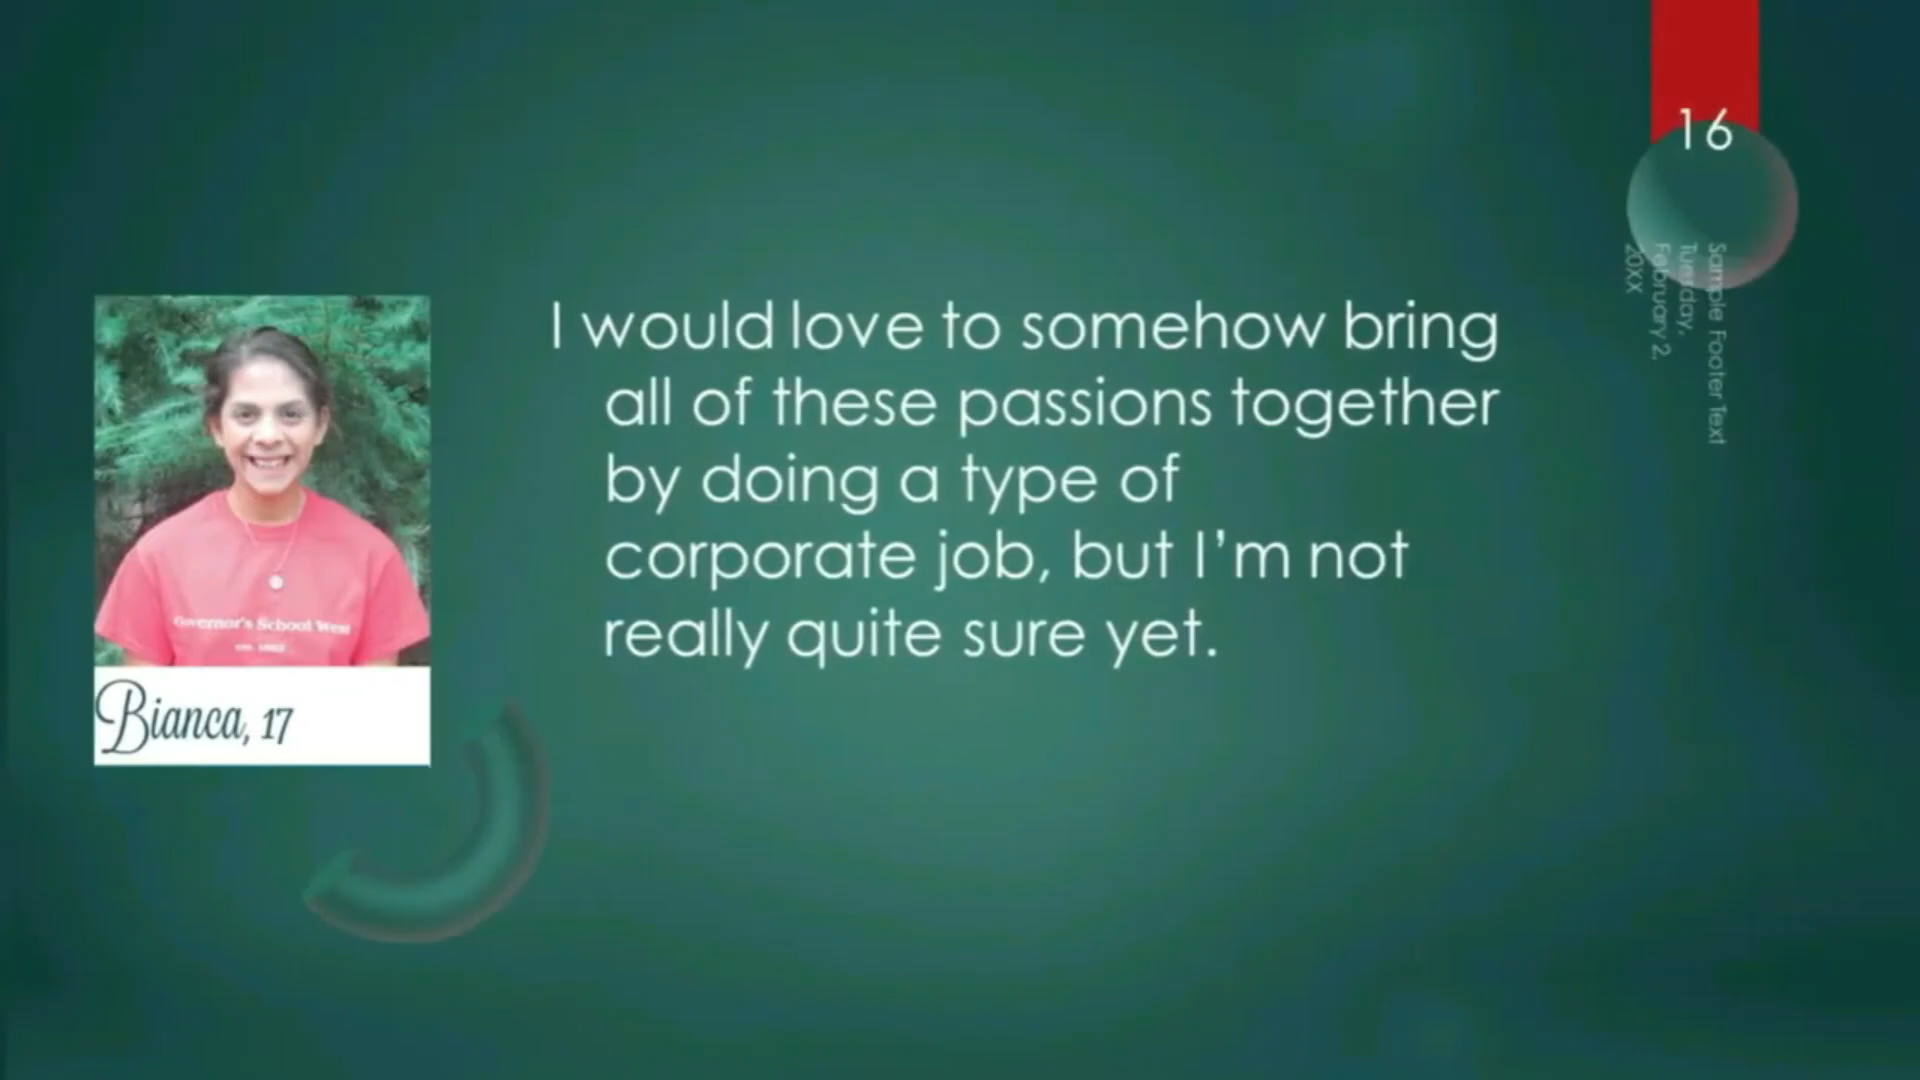 16
Sample Footer Text
Tuesday,
February 2,
20XX
I would love to somehow bring
all of these passions together
by doing a type of
corporate job, but I’m not
really quite sure yet.
Governor's School West
Bianca, 17